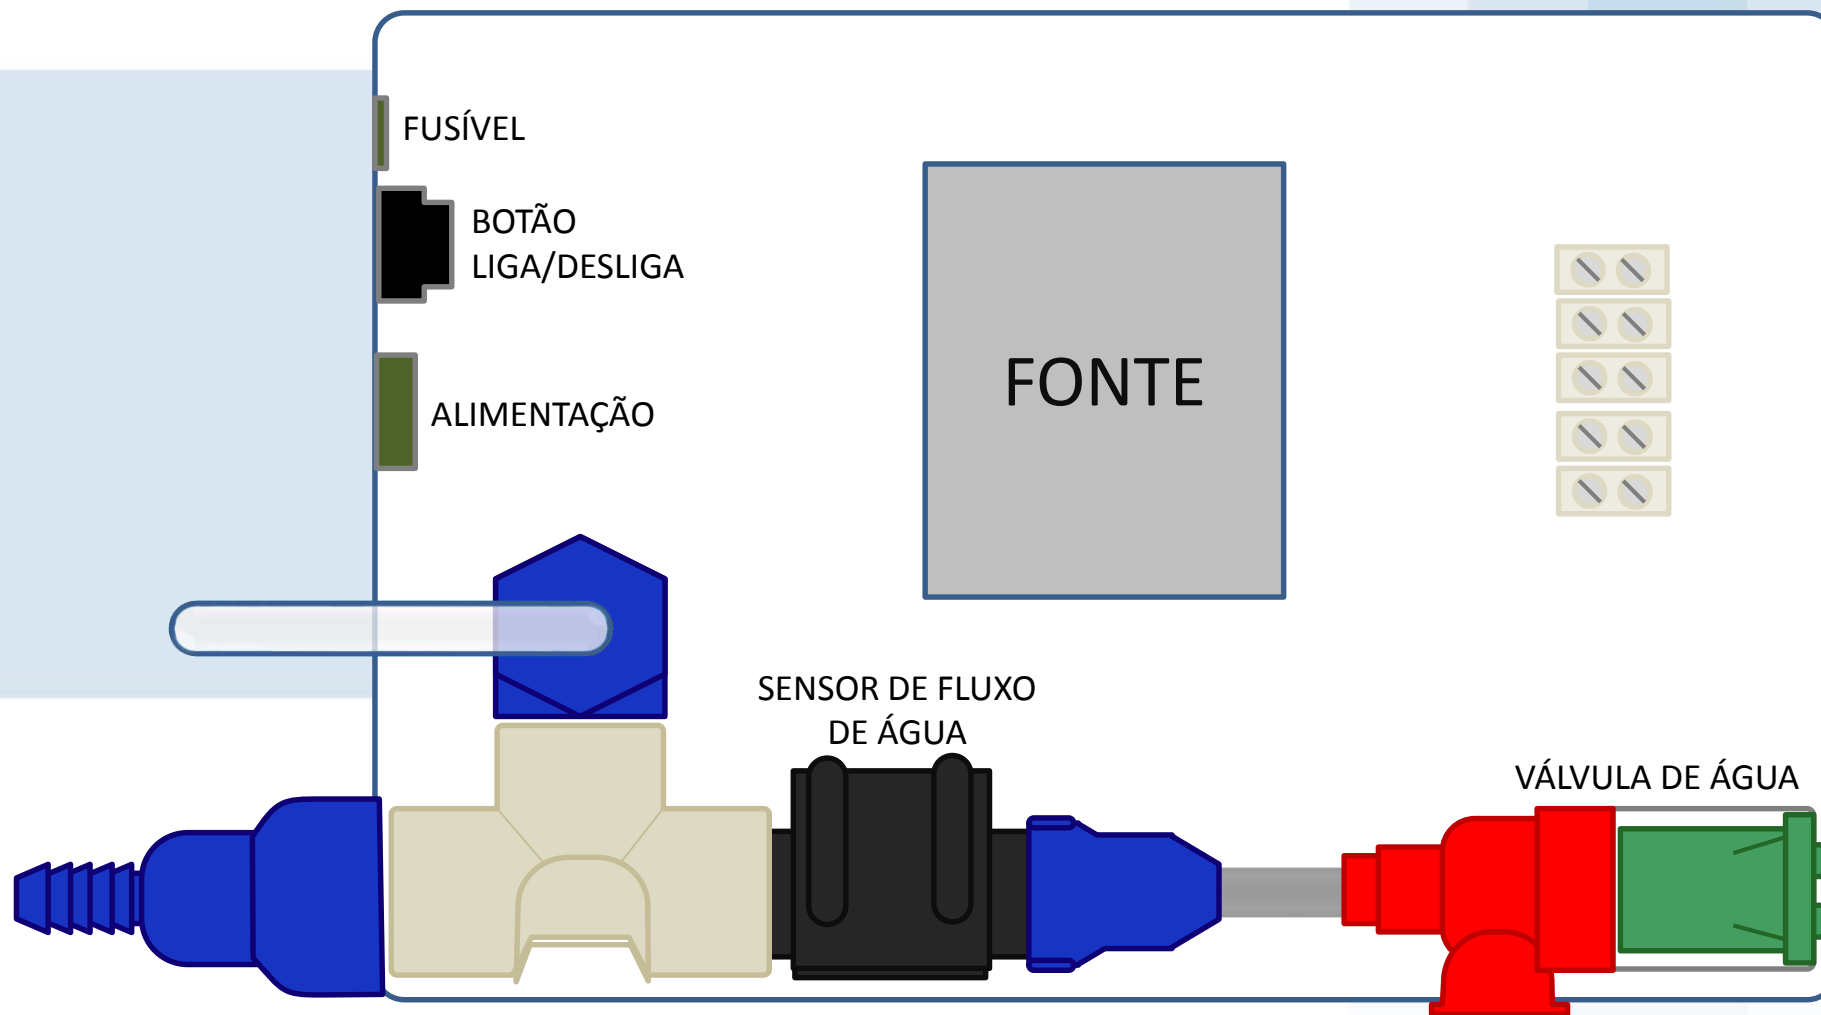 FUSÍVEL
BOTÃO
LIGA/DESLIGA
FONTE
ALIMENTAÇÃO
SENSOR DE FLUXO
DE ÁGUA
VÁLVULA DE ÁGUA